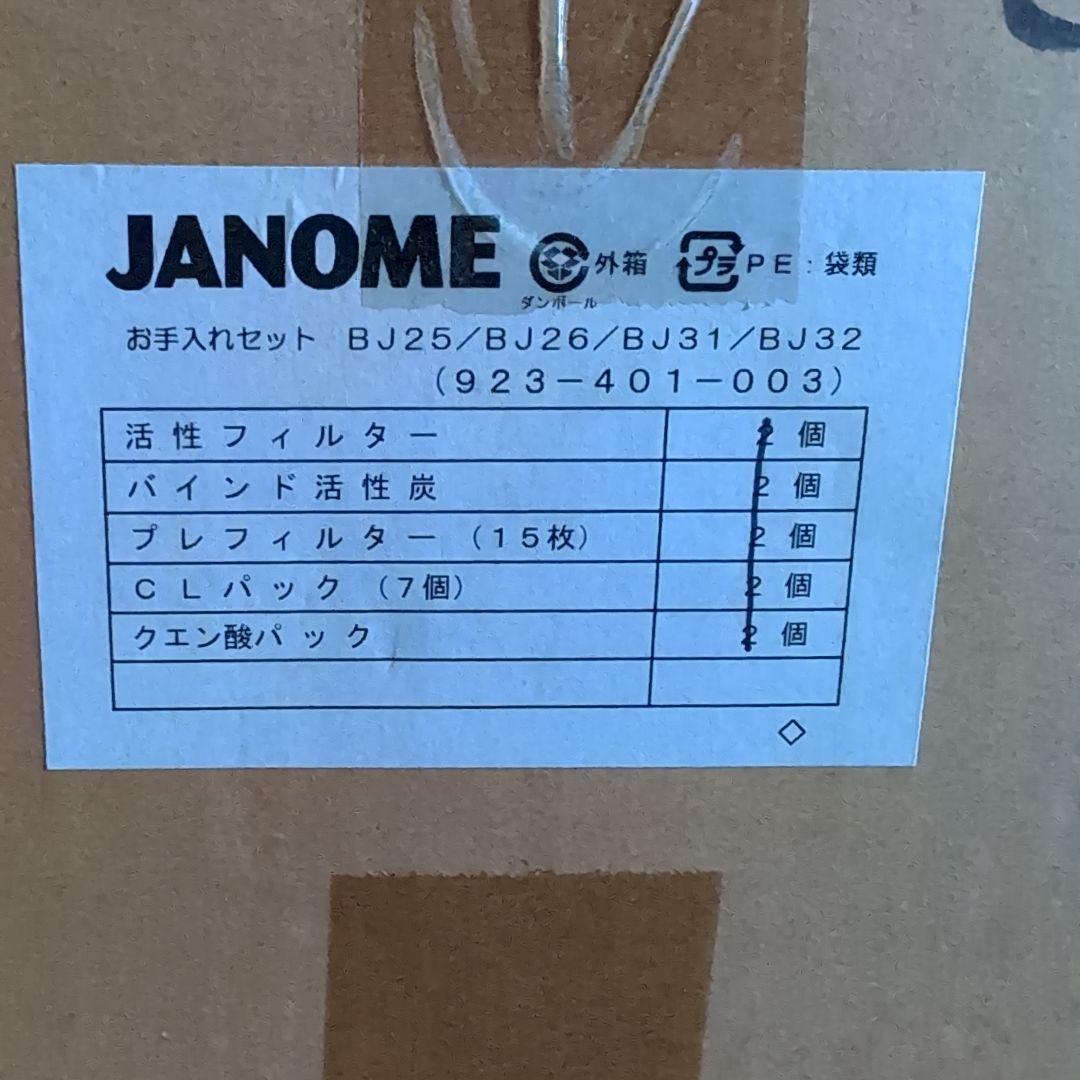 JANOME 外箱 プラ PE:袋類
ダンボール
お手入れセット BJ25/BJ26/BJ31/BJ32
(923-401-003)
活性フィルター 2個
バインド活性炭 2個
プレフィルター(15枚) 2個
CLパック(7個) 2個
クエン酸パック 2個